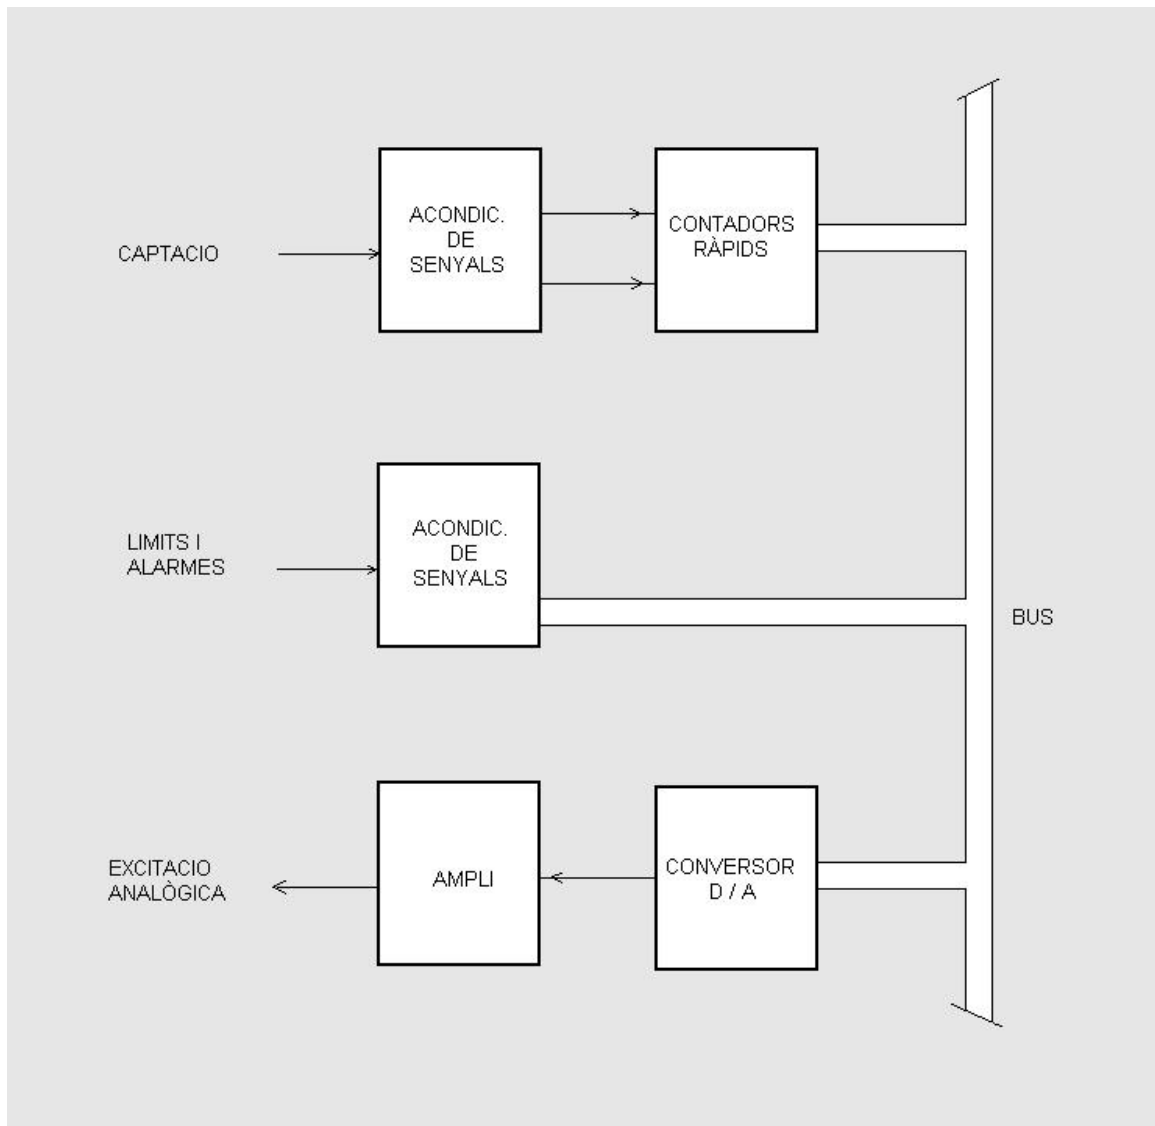 ACONDIC.
DE
SENYALS
CONTADORS
RÀPIDS
CAPTACIO
ACONDIC.
DE
SENYALS
LIMITS I
ALARMES
BUS
EXCITACIO
ANALÒGICA
AMPLI
CONVERSOR
D / A